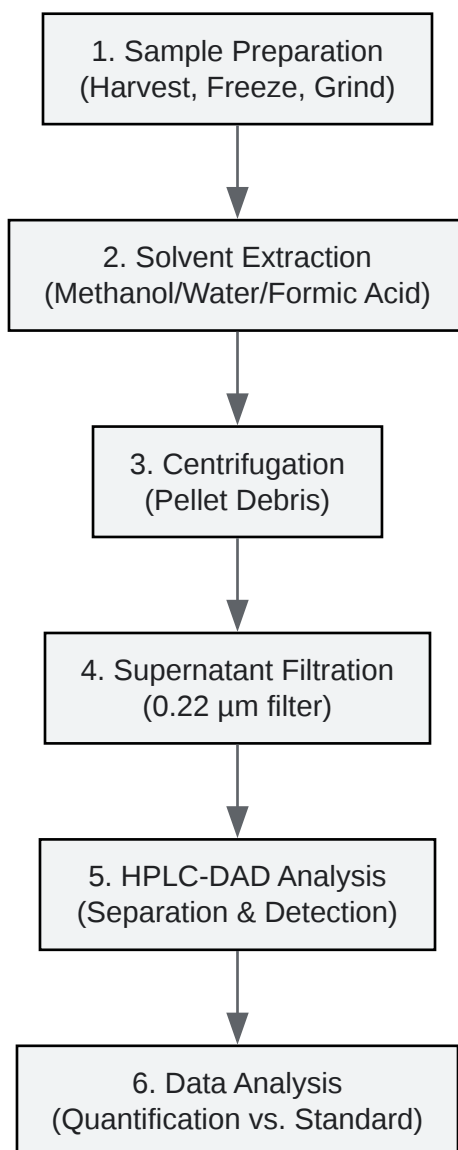 1. Sample Preparation
(Harvest, Freeze, Grind)
2. Solvent Extraction
(Methanol/Water/Formic Acid)
3. Centrifugation
(Pellet Debris)
4. Supernatant Filtration
(0.22 µm filter)
5. HPLC-DAD Analysis
(Separation & Detection)
6. Data Analysis
(Quantification vs. Standard)